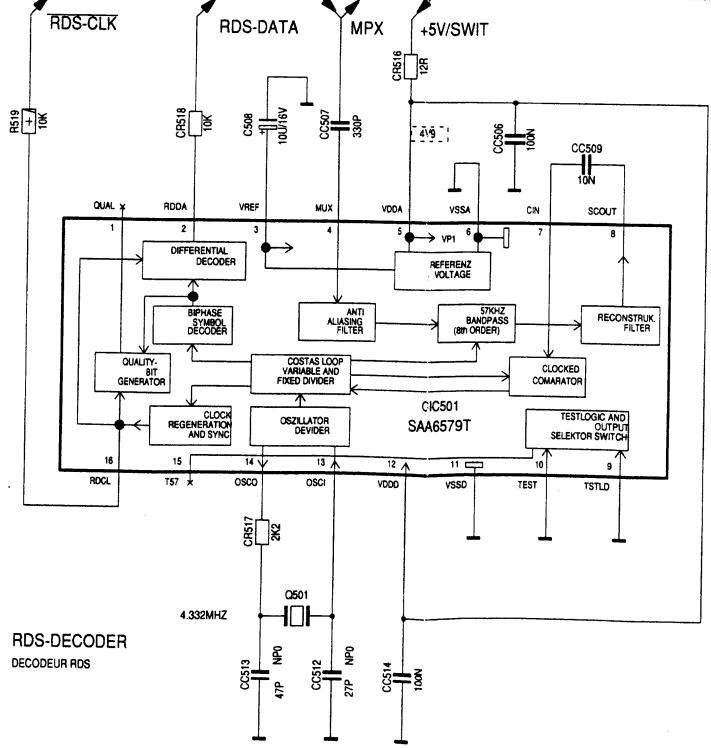 RDS-CLK
RDS-DATA
MPX
+5V/SWIT
R519
10K
CR518
10K
C508
10U/16V
CC507
330P
CR516
12R
4V9
CC506
100N
CC509
10N
QUAL
RDDA
VREF
MUX
VDDA
VSSA
CIN
SCOUT
1
2
3
4
5
6
7
8
VP1
DIFFERENTIAL
DECODER
REFERENZ
VOLTAGE
BIPHASE
SYMBOL
DECODER
ANTI
ALIASING
FILTER
57KHZ
BANDPASS
(8th ORDER)
RECONSTRUK.
FILTER
QUALITY-
BIT
GENERATOR
COSTAS LOOP
VARIABLE AND
FIXED DIVIDER
CLOCKED
COMARATOR
CLOCK
REGENERATION
AND SYNC
OSZILLATOR
DEVIDER
CIC501
SAA6579T
TESTLOGIC AND
OUTPUT
SELEKTOR SWITCH
16
15
14
13
12
11
10
9
RDCL
T57
OSCO
OSCI
VDDD
VSSD
TEST
TSTLD
CR517
2K2
Q501
4.332MHZ
RDS-DECODER
DECODEUR RDS
CC513
NP0
47P
CC512
NP0
27P
CC514
100N